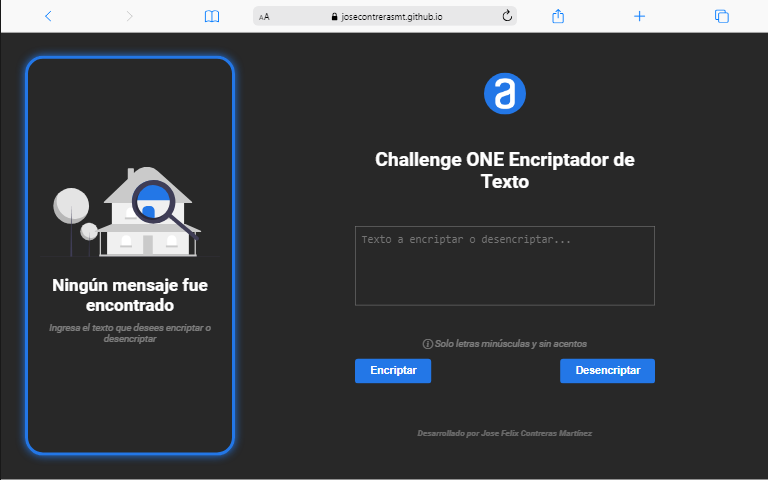 AA josecontrerasmt.github.io
a
Challenge ONE Encriptador de
Texto
Texto a encriptar o desencriptar...
Ningún mensaje fue
encontrado
Ingresa el texto que desees encriptar o
desencriptar
Solo letras minúsculas y sin acentos
Encriptar Desencriptar
Desarrollado por Jose Felix Contreras Martínez